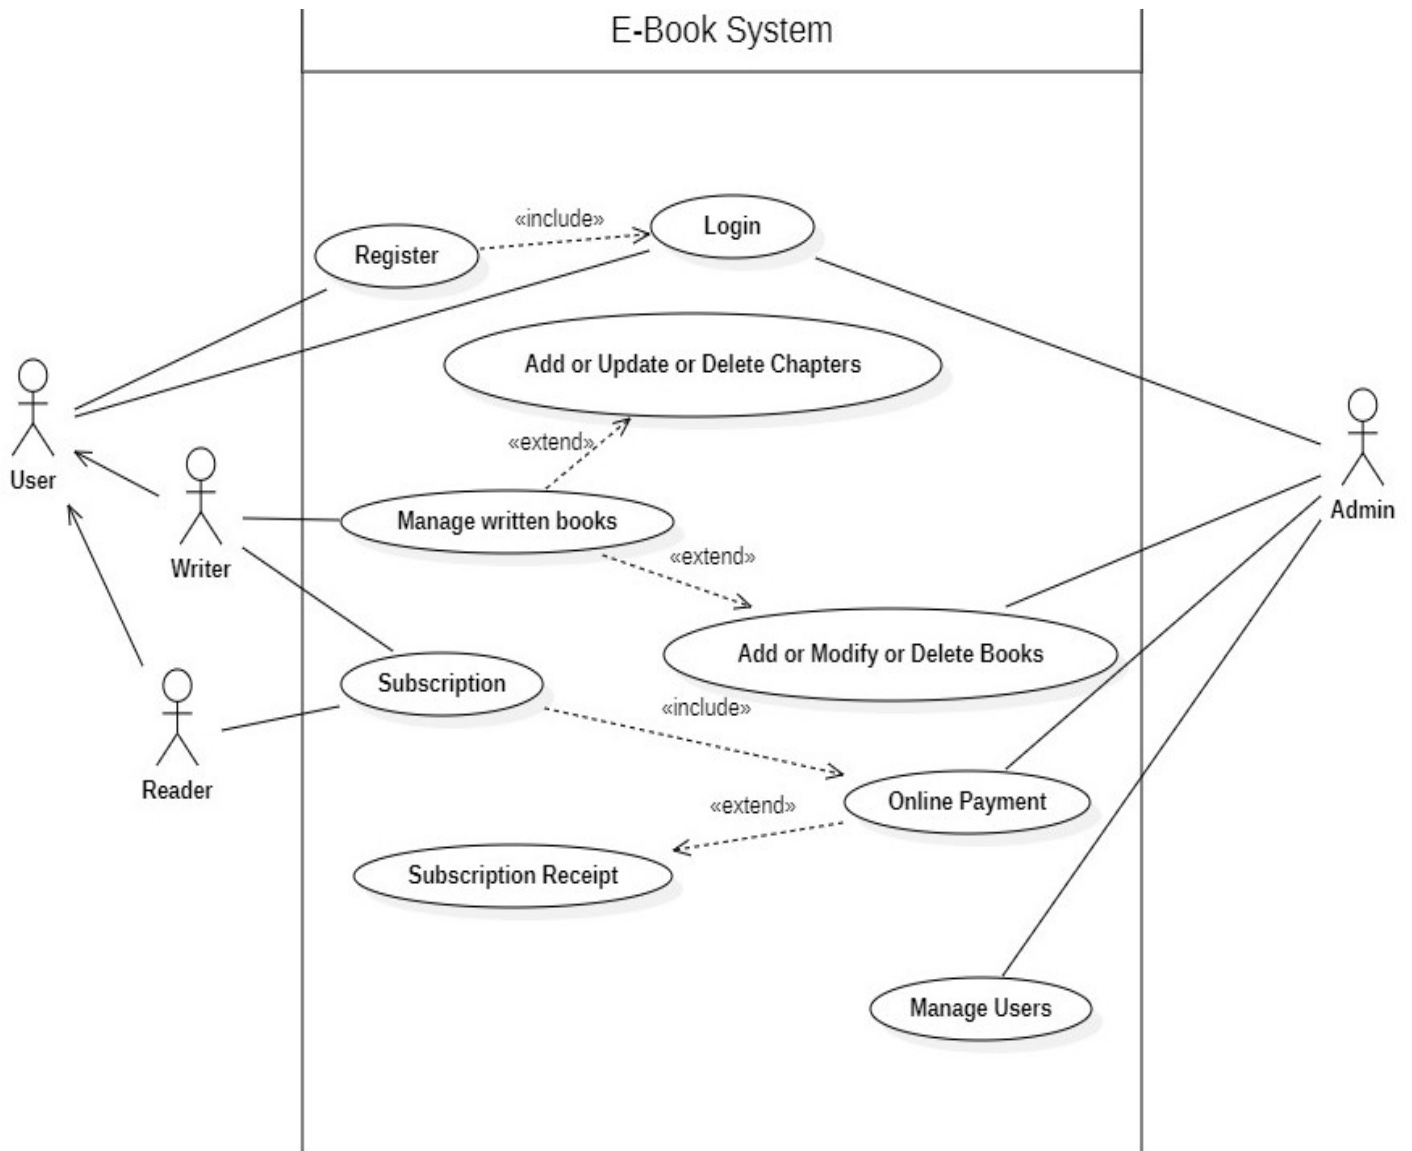 E-Book System
«include»
Login
Register
Add or Update or Delete Chapters
«extend»
User
Manage written books
Admin
«extend»
Writer
Add or Modify or Delete Books
Subscription
«include»
Reader
Online Payment
«extend»
Subscription Receipt
Manage Users